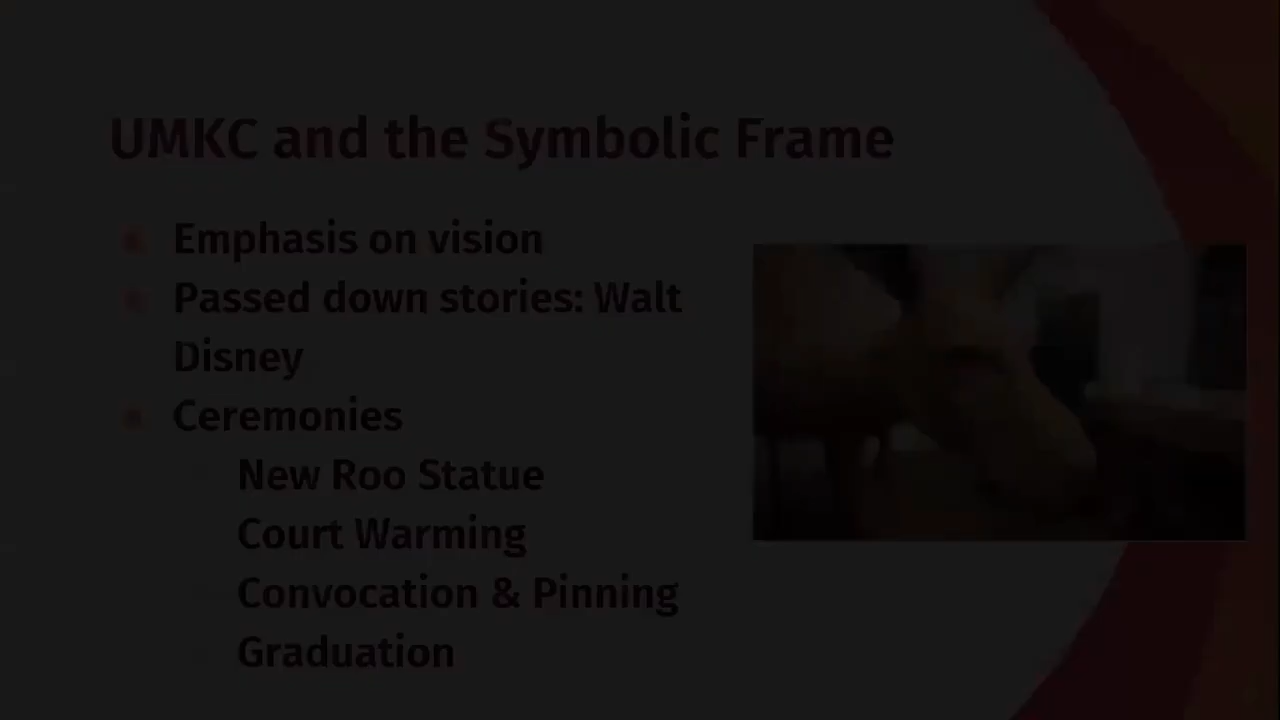 UMKC and the Symbolic Frame
Emphasis on vision
Passed down stories: Walt
Disney
Ceremonies
New Roo Statue
Court Warming
Convocation & Pinning
Graduation